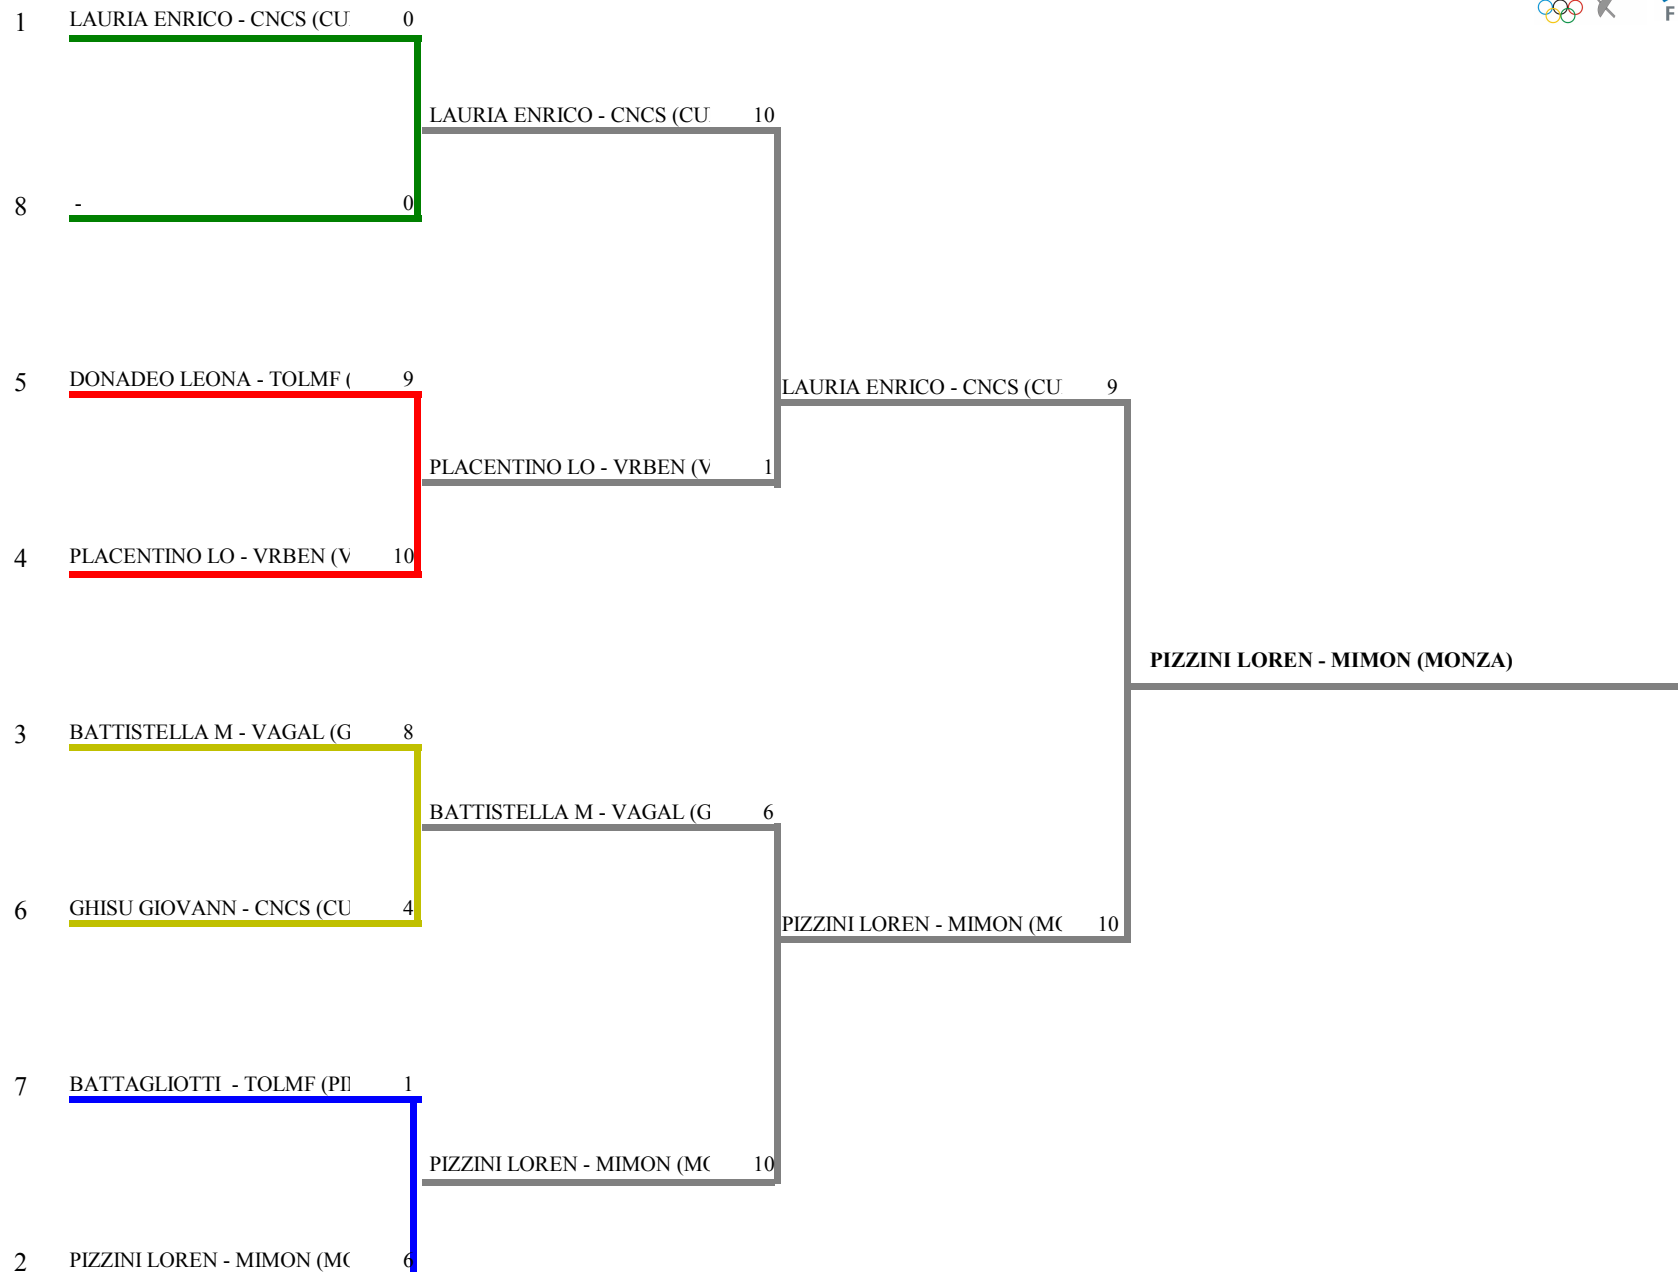 1 LAURIA ENRICO - CNCS (CU 0
LAURIA ENRICO - CNCS (CU 10
8 - 0
5 DONADEO LEONA - TOLMF ( 9
LAURIA ENRICO - CNCS (CU 9
PLACENTINO LO - VRBEN (V 1
4 PLACENTINO LO - VRBEN (V 10
PIZZINI LOREN - MIMON (MONZA)
3 BATTISTELLA M - VAGAL (G 8
BATTISTELLA M - VAGAL (G 6
6 GHISU GIOVANN - CNCS (CU 4
PIZZINI LOREN - MIMON (MO 10
7 BATTAGLIOTTI - TOLMF (PI 1
PIZZINI LOREN - MIMON (MO 10
2 PIZZINI LOREN - MIMON (MO 6
F